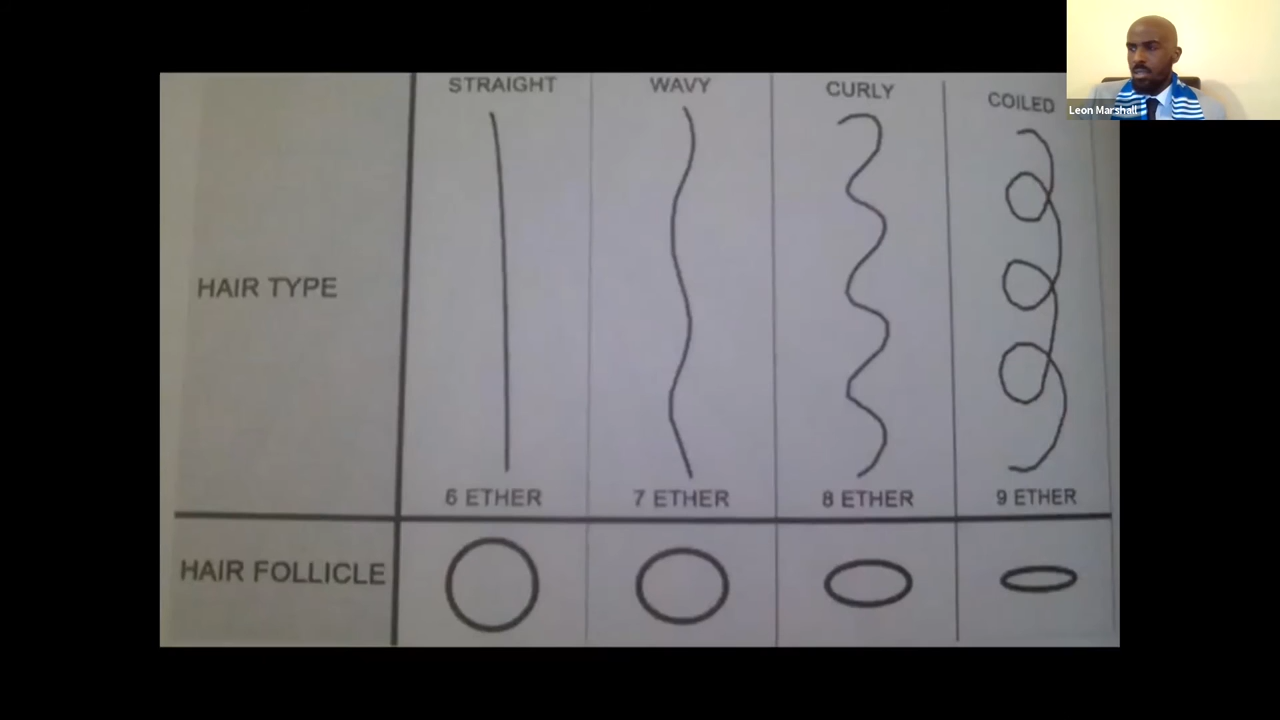 STRAIGHT WAVY CURLY COILED
Leon Marshall
HAIR TYPE
6 ETHER 7 ETHER 8 ETHER 9 ETHER
HAIR FOLLICLE